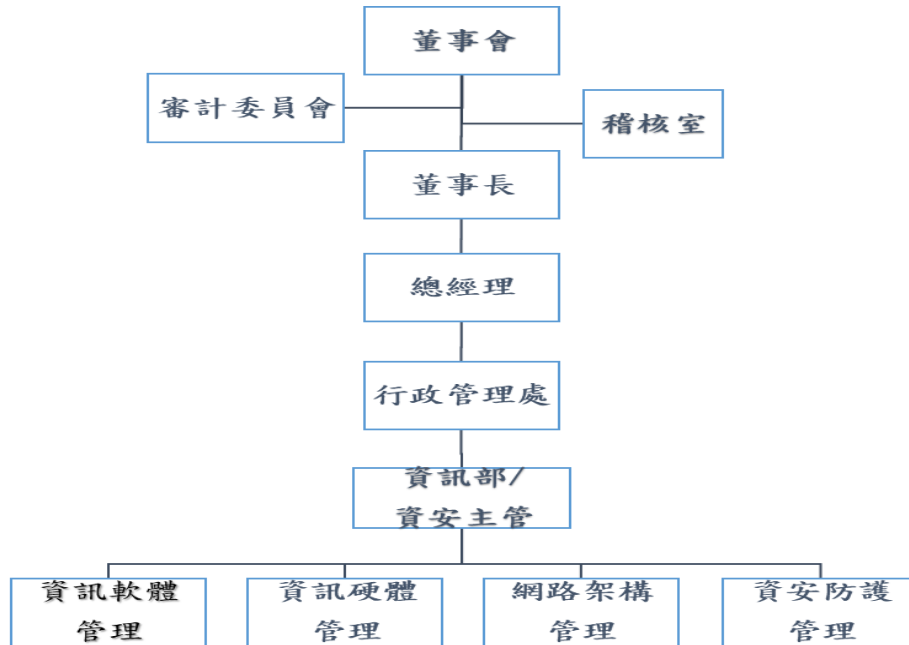 董事會
審計委員會
稽核室
董事長
總經理
行政管理處
資訊部/
資安主管
資訊軟體
管理
資訊硬體
管理
網路架構
管理
資安防護
管理